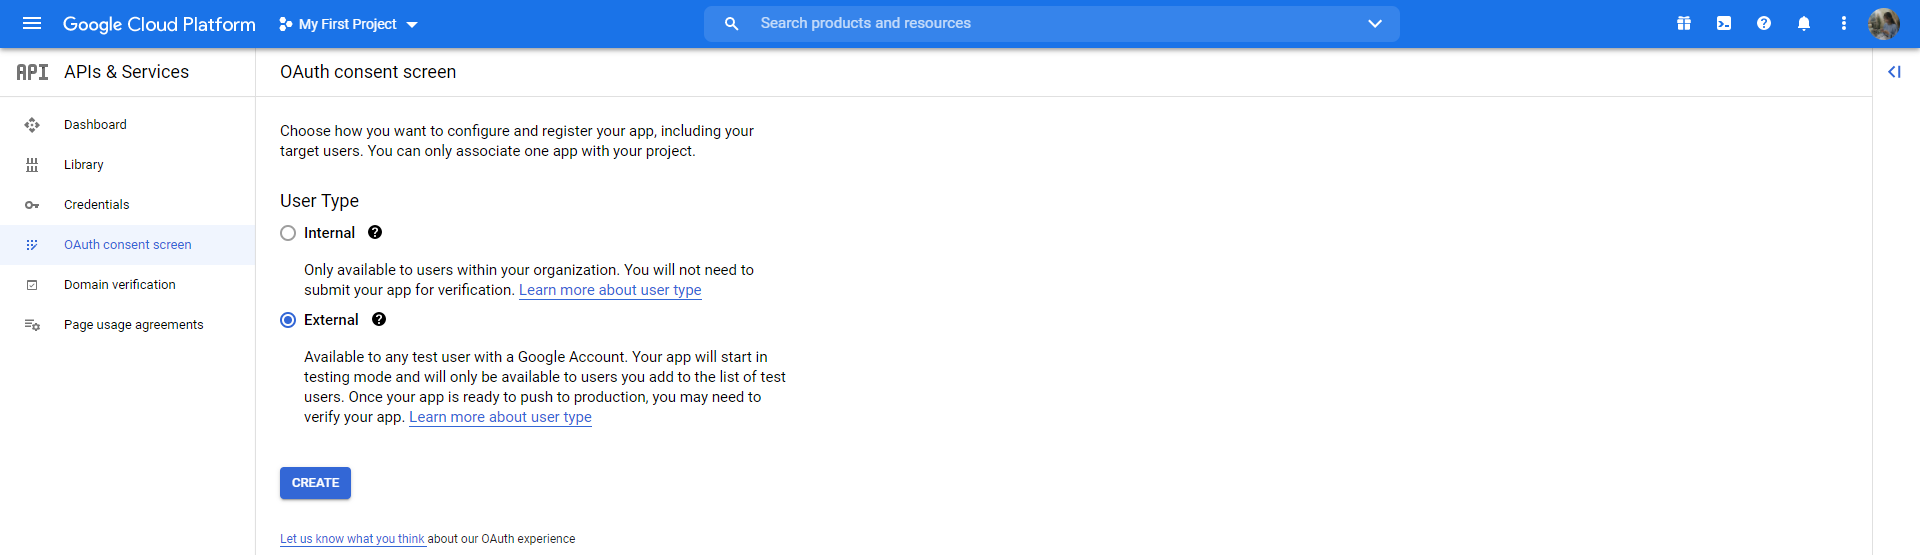 Google Cloud Platform
My First Project
Search products and resources
API
APIs & Services
OAuth consent screen
Dashboard
Library
Credentials
OAuth consent screen
Domain verification
Page usage agreements
Choose how you want to configure and register your app, including your
target users. You can only associate one app with your project.
User Type
Internal
Only available to users within your organization. You will not need to
submit your app for verification. Learn more about user type
External
Available to any test user with a Google Account. Your app will start in
testing mode and will only be available to users you add to the list of test
users. Once your app is ready to push to production, you may need to
verify your app. Learn more about user type
CREATE
Let us know what you think about our OAuth experience